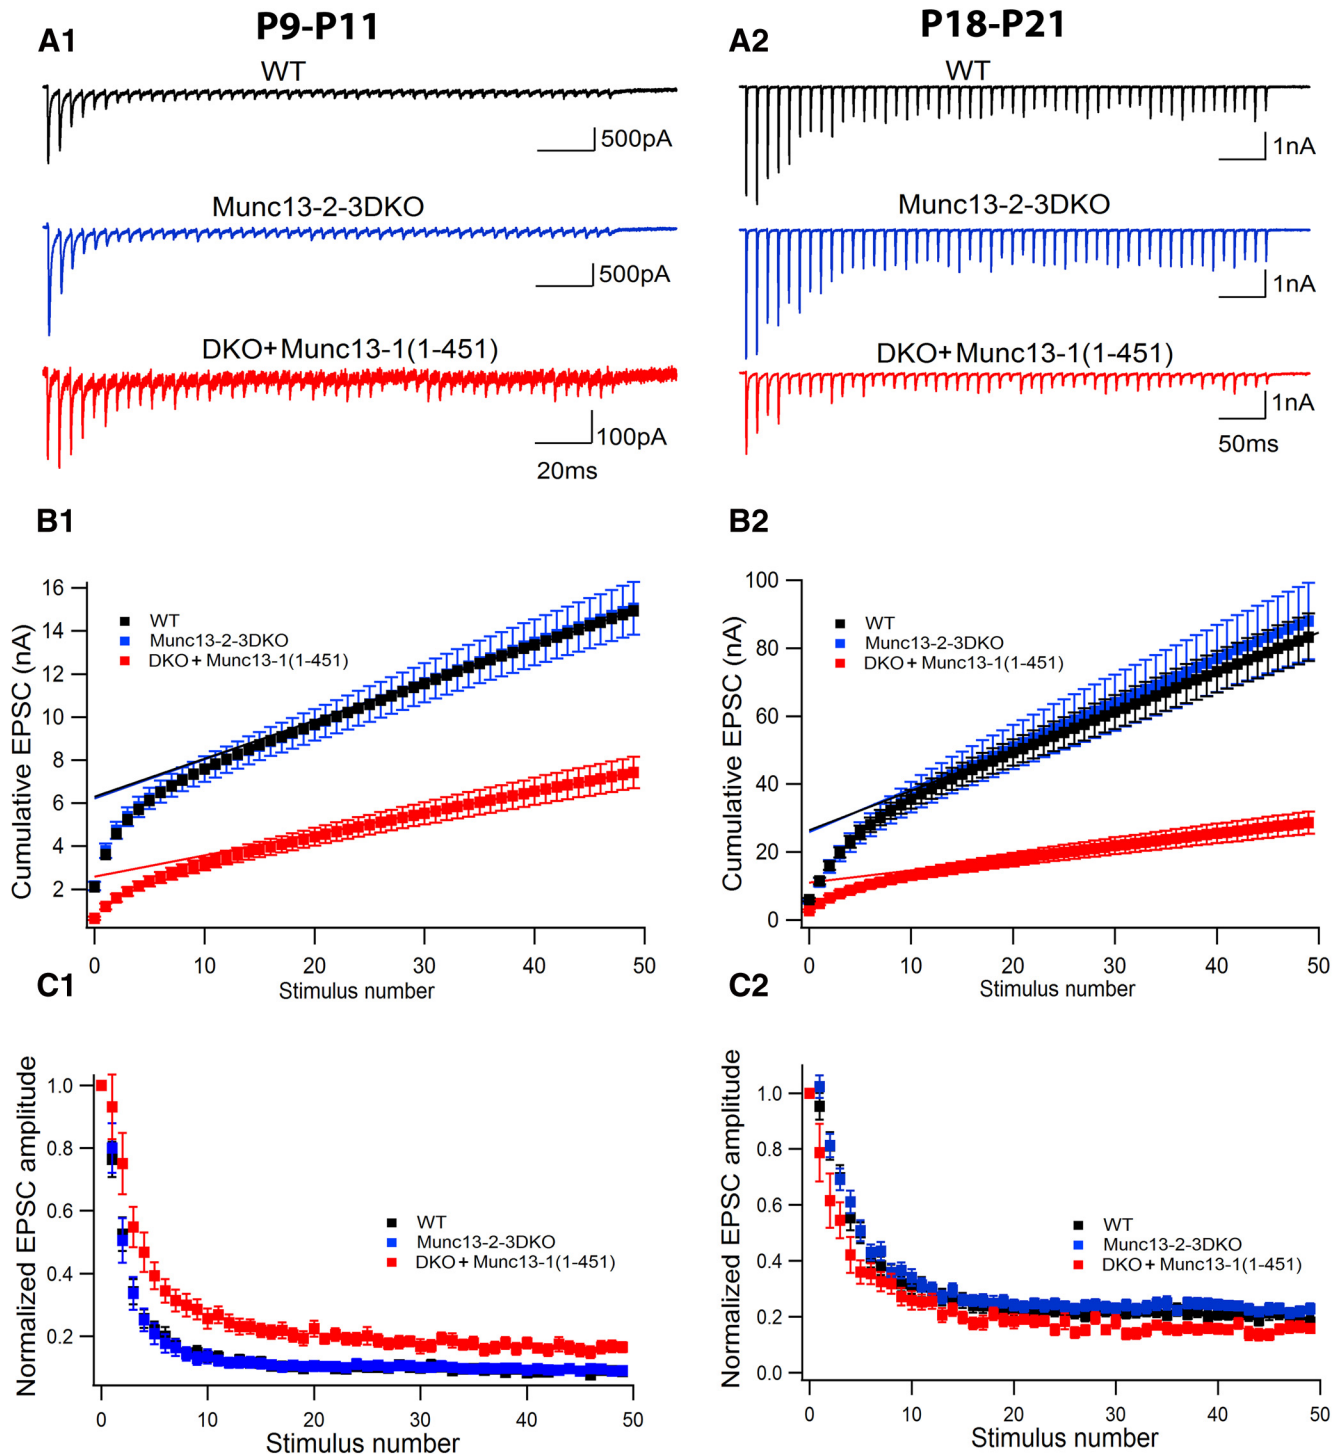 P9-P11
P18-P21
A1
WT
500pA
Munc13-2-3DKO
500pA
DKO+Munc13-1(1-451)
100pA
20ms
A2
WT
1nA
Munc13-2-3DKO
1nA
DKO+Munc13-1(1-451)
1nA
50ms
B1
Cumulative EPSC (nA)
16
14
12
10
8
6
4
2
WT
Munc13-2-3DKO
DKO+Munc13-1(1-451)
0 10 20 30 40 50
Stimulus number
B2
Cumulative EPSC (nA)
100
80
60
40
20
0
WT
Munc13-2-3DKO
DKO+Munc13-1(1-451)
0 10 20 30 40 50
Stimulus number
C1
Normalized EPSC amplitude
1.0
0.8
0.6
0.4
0.2
WT
Munc13-2-3DKO
DKO+Munc13-1(1-451)
0 10 20 30 40 50
Stimulus number
C2
Normalized EPSC amplitude
1.0
0.8
0.6
0.4
0.2
0.0
WT
Munc13-2-3DKO
DKO+Munc13-1(1-451)
0 10 20 30 40 50
Stimulus number